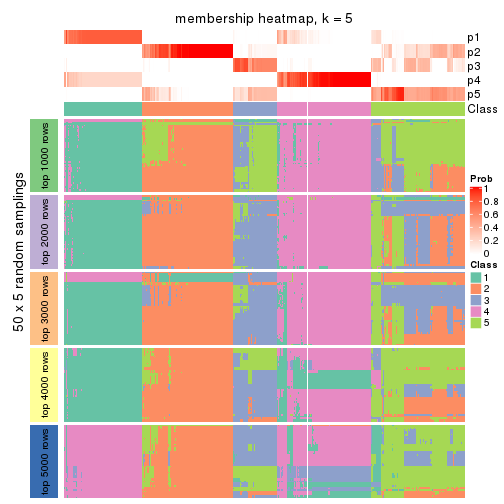 membership heatmap, k = 5
p1
p2
p3
p4
p5
Class
50 x 5 random samplings
top 1000 rows
top 2000 rows
top 3000 rows
top 4000 rows
top 5000 rows
Prob
1
0.8
0.6
0.4
0.2
0
Class
1
2
3
4
5